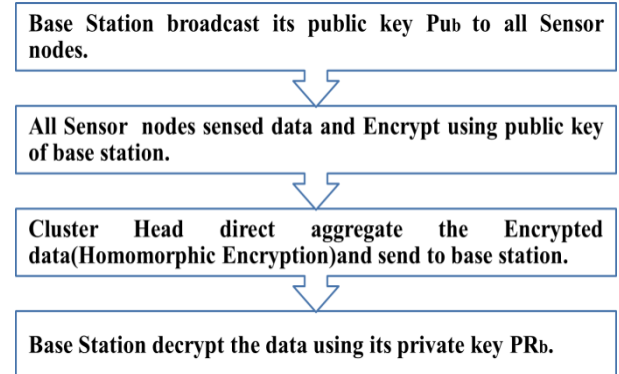 Base Station broadcast its public key Pub to all Sensor
nodes.
All Sensor nodes sensed data and Encrypt using public key
of base station.
Cluster Head direct aggregate the Encrypted
data(Homomorphic Encryption)and send to base station.
Base Station decrypt the data using its private key PRb.